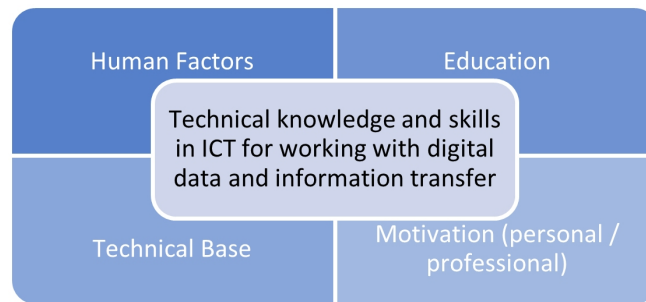 Human Factors
Education
Technical knowledge and skills
in ICT for working with digital
data and information transfer
Technical Base
Motivation (personal /
professional)